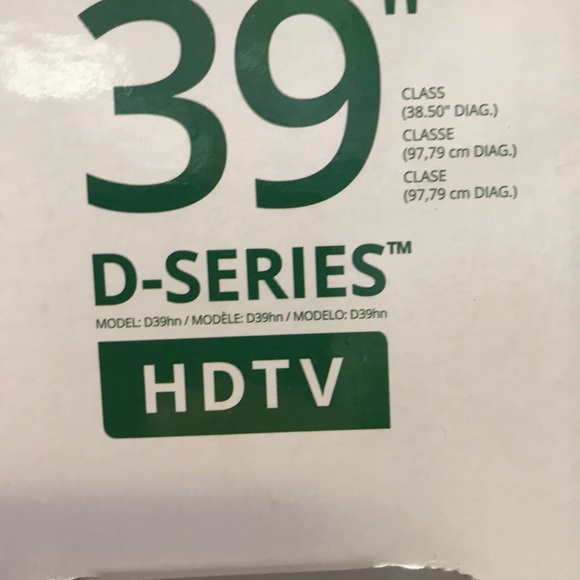 39"
CLASS
(38.50" DIAG.)
CLASSE
(97,79 cm DIAG.)
CLASE
(97,79 cm DIAG.)
D-SERIES™
MODEL: D39hn / MODÈLE: D39hn / MODELO: D39hn
HDTV